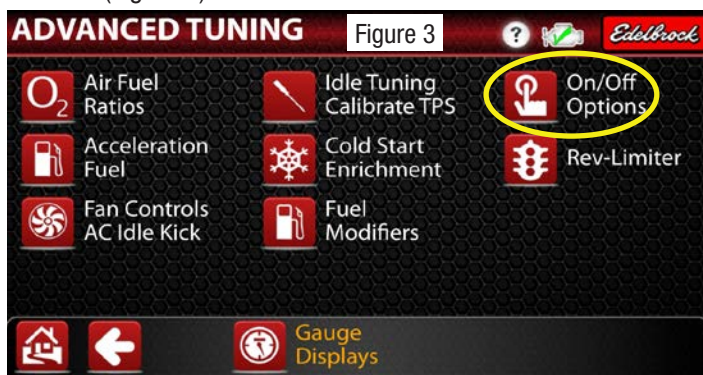 ADVANCED TUNING
Figure 3
?
Edelbrock
O2
Air Fuel
Ratios
Idle Tuning
Calibrate TPS
On/Off
Options
Acceleration
Fuel
Cold Start
Enrichment
Rev-Limiter
Fan Controls
AC Idle Kick
Fuel
Modifiers
Gauge
Displays